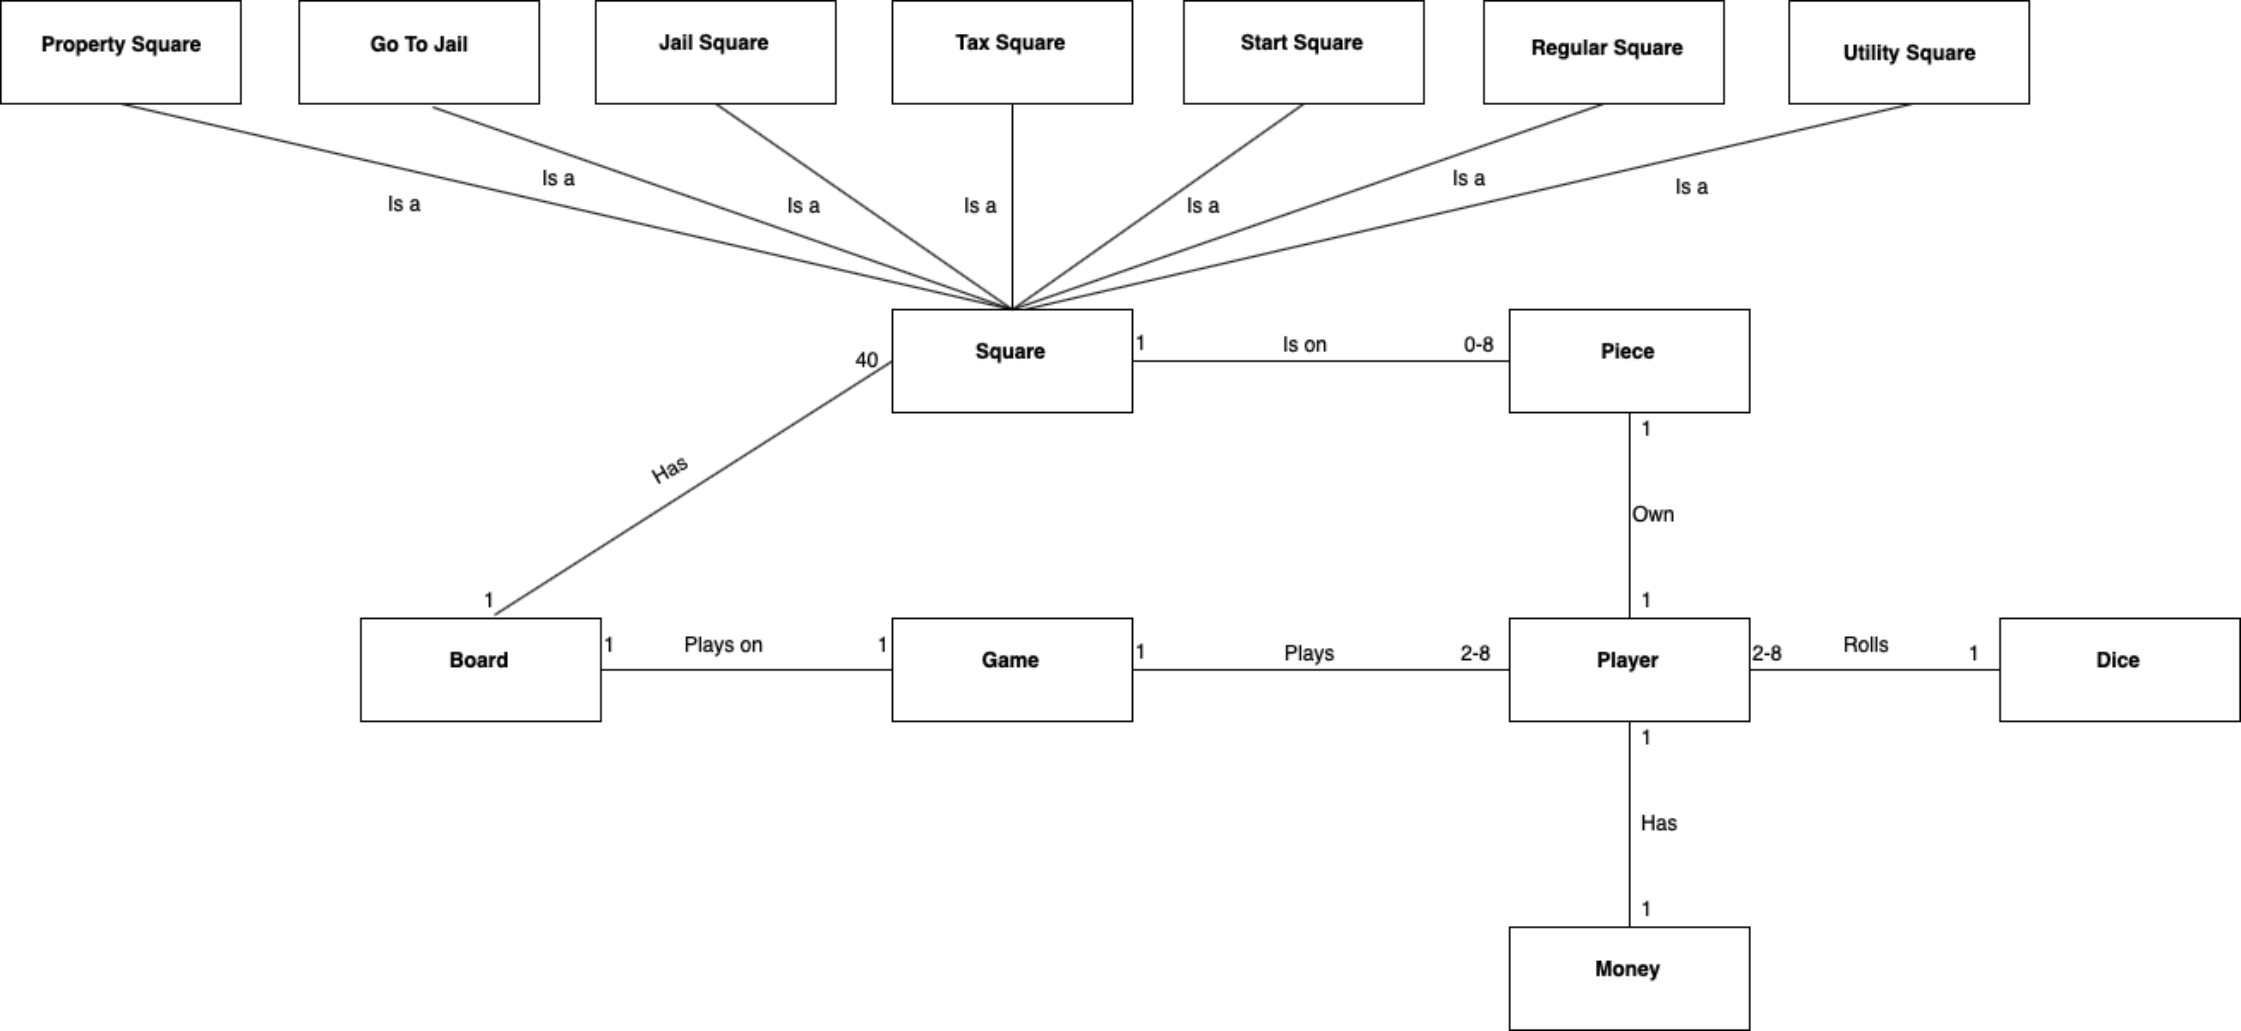 Property Square
Go To Jail
Jail Square
Tax Square
Start Square
Regular Square
Utility Square
Is a
Is a
Is a
Is a
Is a
Is a
Is a
Square
40
1
Is on
0-8
Piece
1
Own
1
Has
1
Board
1
Plays on
1
Game
1
Plays
2-8
Player
2-8
Rolls
1
Dice
1
Has
1
Money